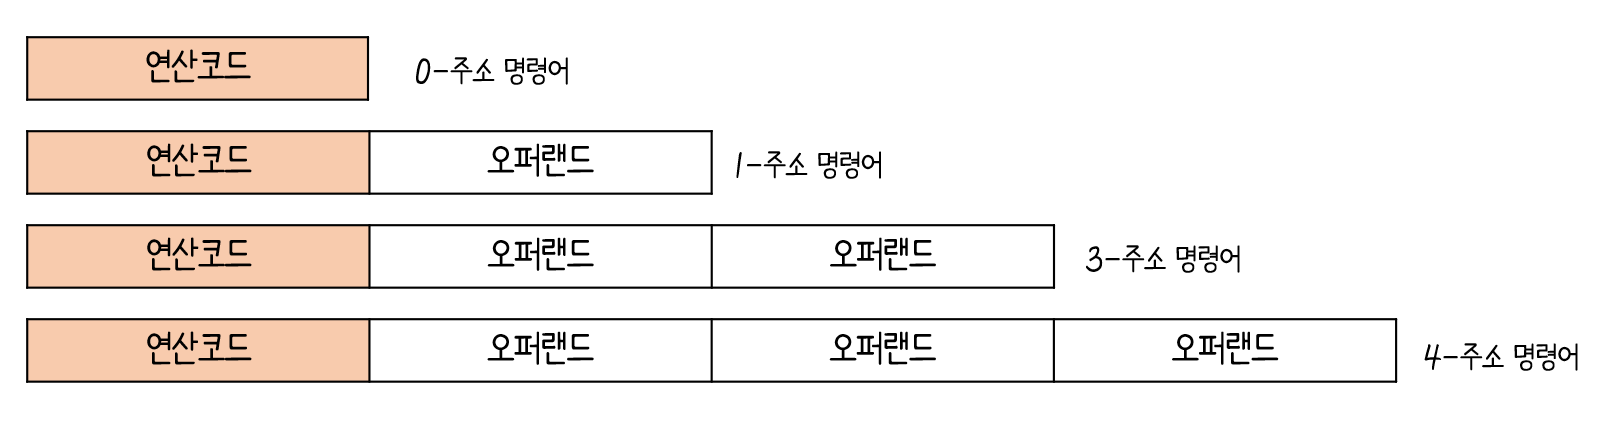 연산코드 0-주소 명령어
연산코드 오퍼랜드 1-주소 명령어
연산코드 오퍼랜드 오퍼랜드 3-주소 명령어
연산코드 오퍼랜드 오퍼랜드 오퍼랜드 4-주소 명령어